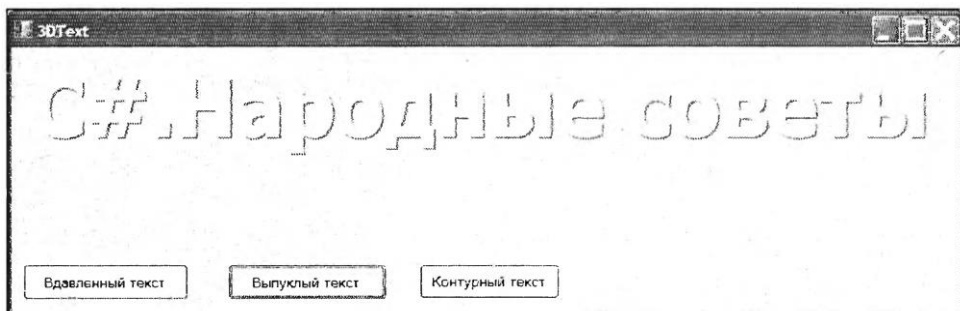 3DText
C#.Народные советы
Вдавленный текст Выпуклый текст Контурный текст